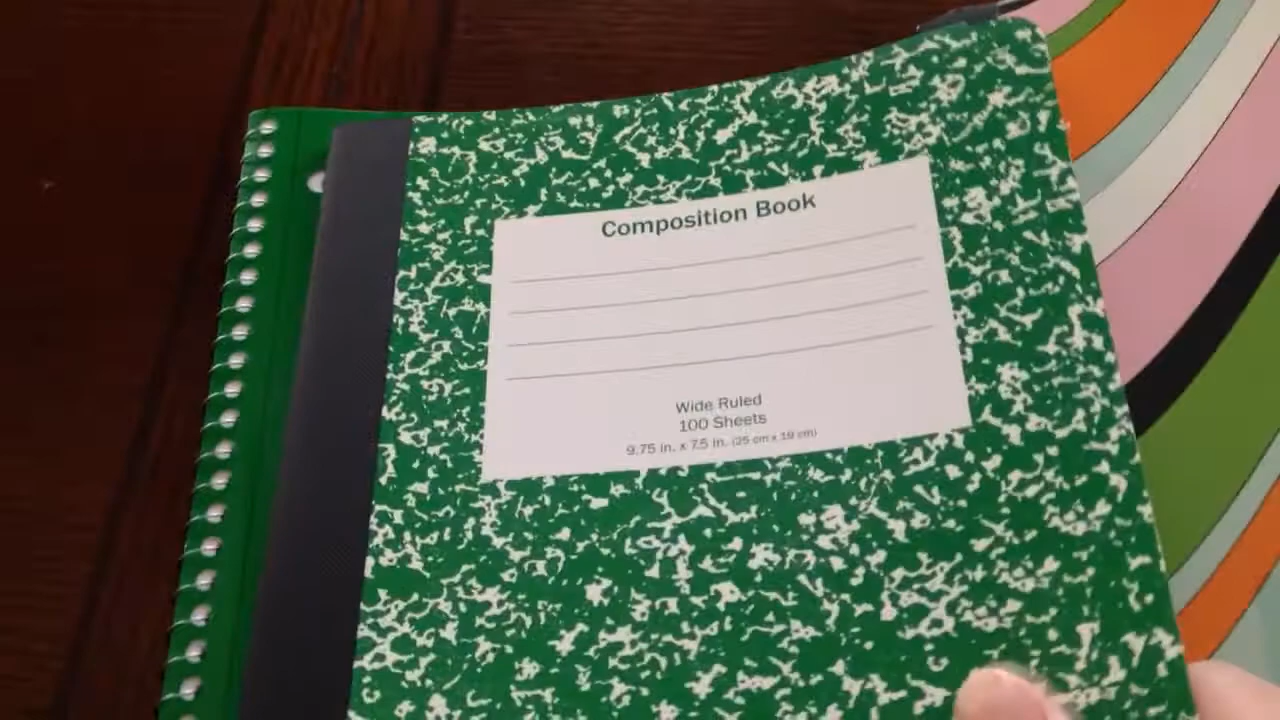 Composition Book
Wide Ruled
100 Sheets
9.75 in. x 7.5 in. (25 cm x 19 cm)